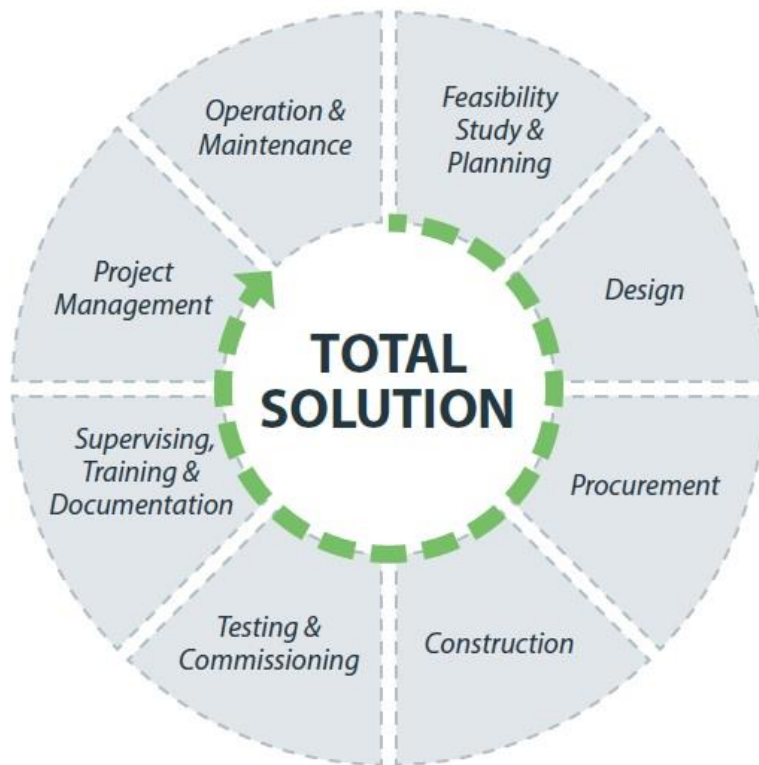 Operation &
Maintenance
Feasibility
Study &
Planning
Design
Procurement
Construction
Testing &
Commissioning
Supervising,
Training &
Documentation
Project
Management
TOTAL
SOLUTION